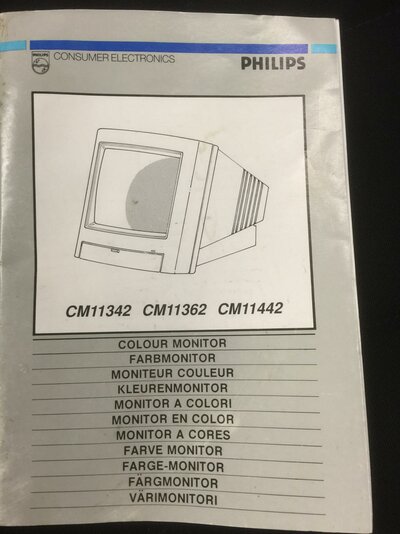 PHILIPS
CONSUMER ELECTRONICS
PHILIPS
CM11342 CM11362 CM11442
COLOUR MONITOR
FARBMONITOR
MONITEUR COULEUR
KLEURENMONITOR
MONITOR A COLORI
MONITOR EN COLOR
MONITOR A CORES
FARVE MONITOR
FARGE-MONITOR
FÄRGMONITOR
VÄRIMONITORI